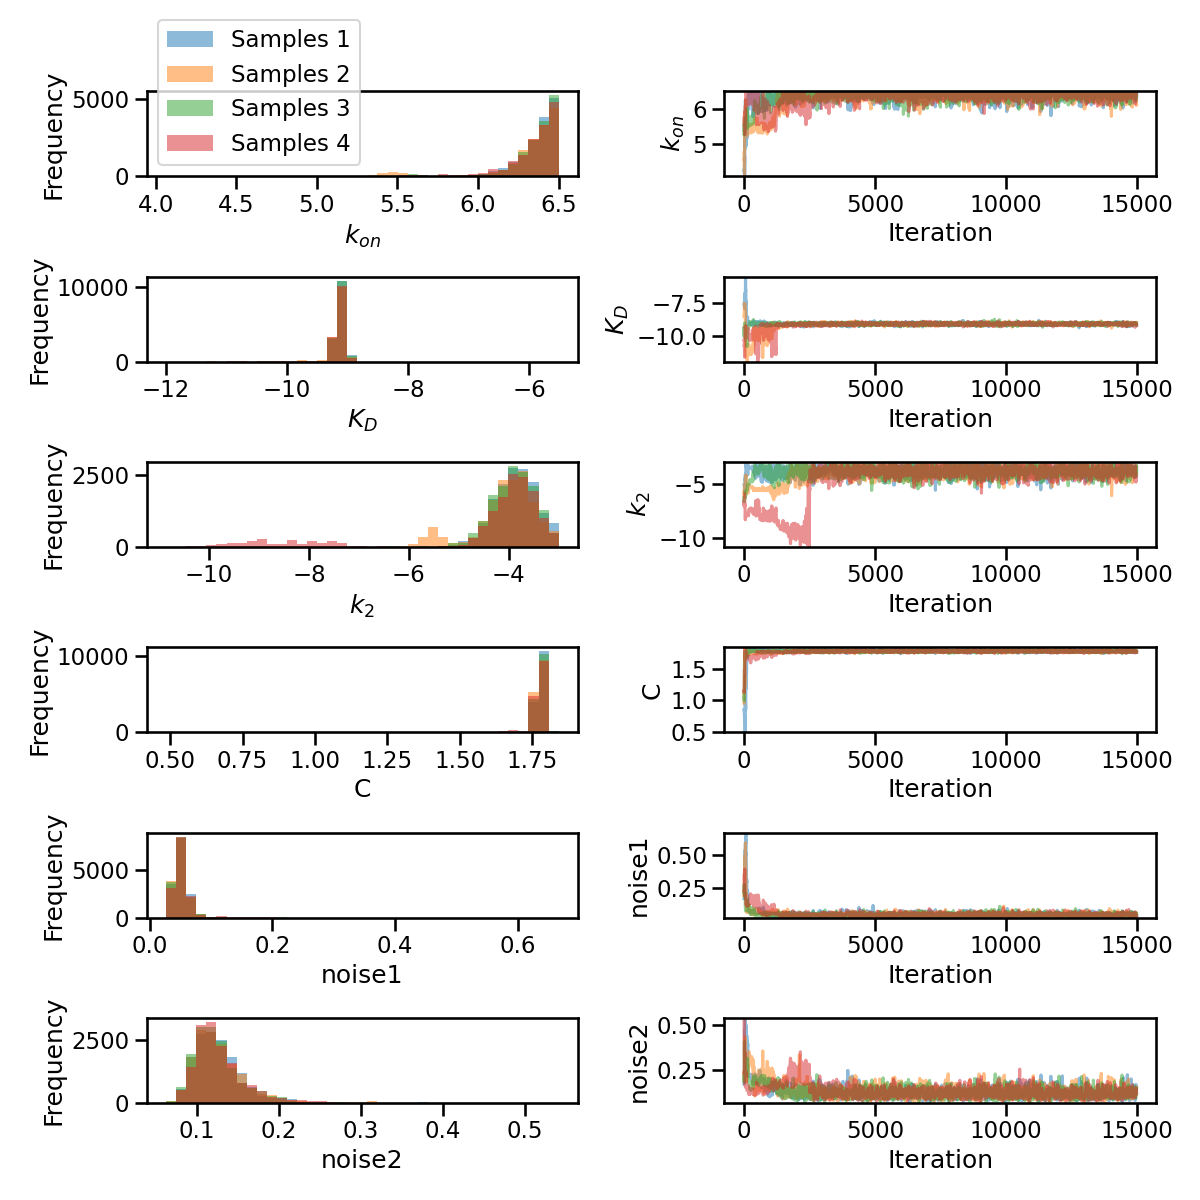 Samples 1
Samples 2
Samples 3
Samples 4
Frequency
5000
0
4.0 4.5 5.0 5.5 6.0 6.5
k_on
k_on
6
5
0 5000 10000 15000
Iteration
Frequency
10000
0
−12 −10 −8 −6
K_D
K_D
−7.5
−10.0
0 5000 10000 15000
Iteration
Frequency
2500
0
−10 −8 −6 −4
k_2
k_2
−5
−10
0 5000 10000 15000
Iteration
Frequency
10000
0
0.50 0.75 1.00 1.25 1.50 1.75
C
C
1.5
1.0
0.5
0 5000 10000 15000
Iteration
Frequency
5000
0
0.0 0.2 0.4 0.6
noise1
noise1
0.50
0.25
0 5000 10000 15000
Iteration
Frequency
2500
0
0.1 0.2 0.3 0.4 0.5
noise2
noise2
0.50
0.25
0 5000 10000 15000
Iteration